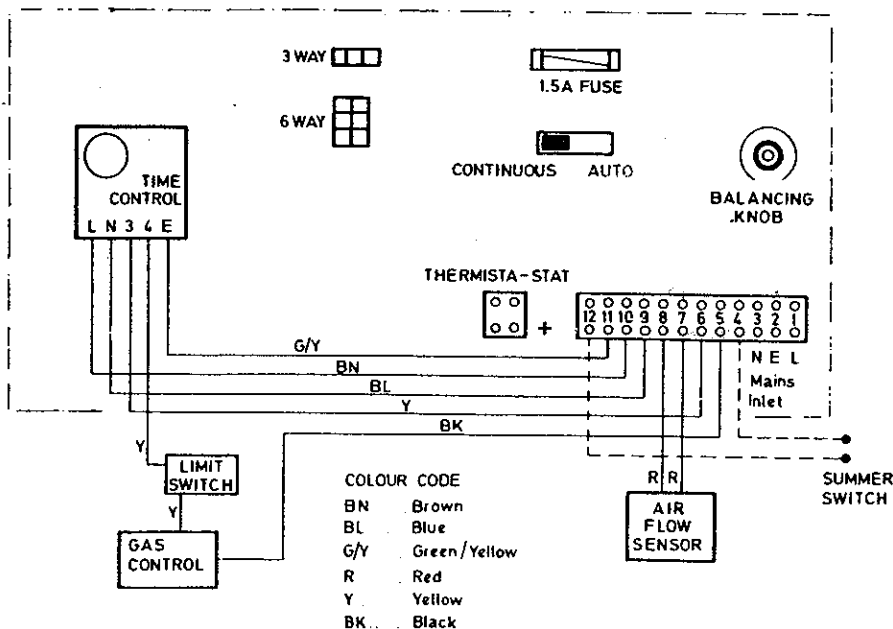 3 WAY
1.5A FUSE
6 WAY
CONTINUOUS AUTO
TIME
CONTROL
L N 3 4 E
BALANCING
KNOB
THERMISTA-STAT
+
12 11 10 9 8 7 6 5 4 3 2 1
N E L
Mains
Inlet
G/Y
BN
BL
Y
BK
Y
LIMIT
SWITCH
Y
GAS
CONTROL
R R
AIR
FLOW
SENSOR
SUMMER
SWITCH
COLOUR CODE
BN Brown
BL Blue
G/Y Green/Yellow
R Red
Y Yellow
BK Black